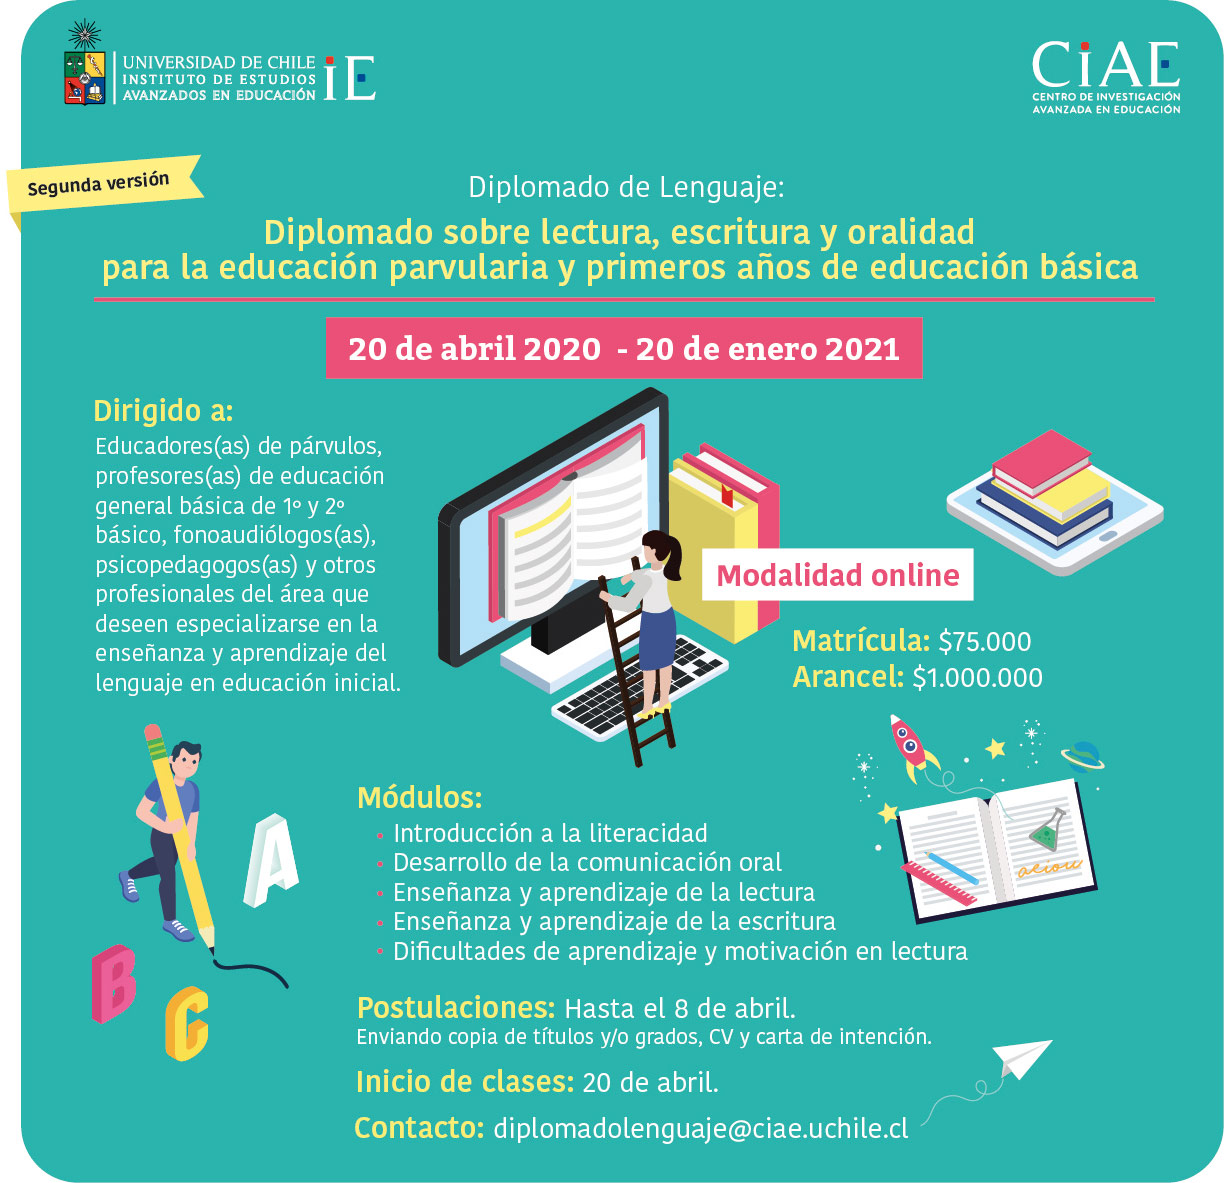 UNIVERSIDAD DE CHILE
INSTITUTO DE ESTUDIOS
AVANZADOS EN EDUCACIÓN
iE
CiAE
CENTRO DE INVESTIGACIÓN
AVANZADA EN EDUCACIÓN
Segunda versión
Diplomado de Lenguaje:
Diplomado sobre lectura, escritura y oralidad
para la educación parvularia y primeros años de educación básica
20 de abril 2020 - 20 de enero 2021
Dirigido a:
Educadores(as) de párvulos,
profesores(as) de educación
general básica de 1º y 2º
básico, fonoaudiólogos(as),
psicopedagogos(as) y otros
profesionales del área que
deseen especializarse en la
enseñanza y aprendizaje del
lenguaje en educación inicial.
Modalidad online
Matrícula: $75.000
Arancel: $1.000.000
A
B
C
aeiou
Módulos:
• Introducción a la literacidad
• Desarrollo de la comunicación oral
• Enseñanza y aprendizaje de la lectura
• Enseñanza y aprendizaje de la escritura
• Dificultades de aprendizaje y motivación en lectura
Postulaciones: Hasta el 8 de abril.
Enviando copia de títulos y/o grados, CV y carta de intención.
Inicio de clases: 20 de abril.
Contacto: diplomadolenguaje@ciae.uchile.cl